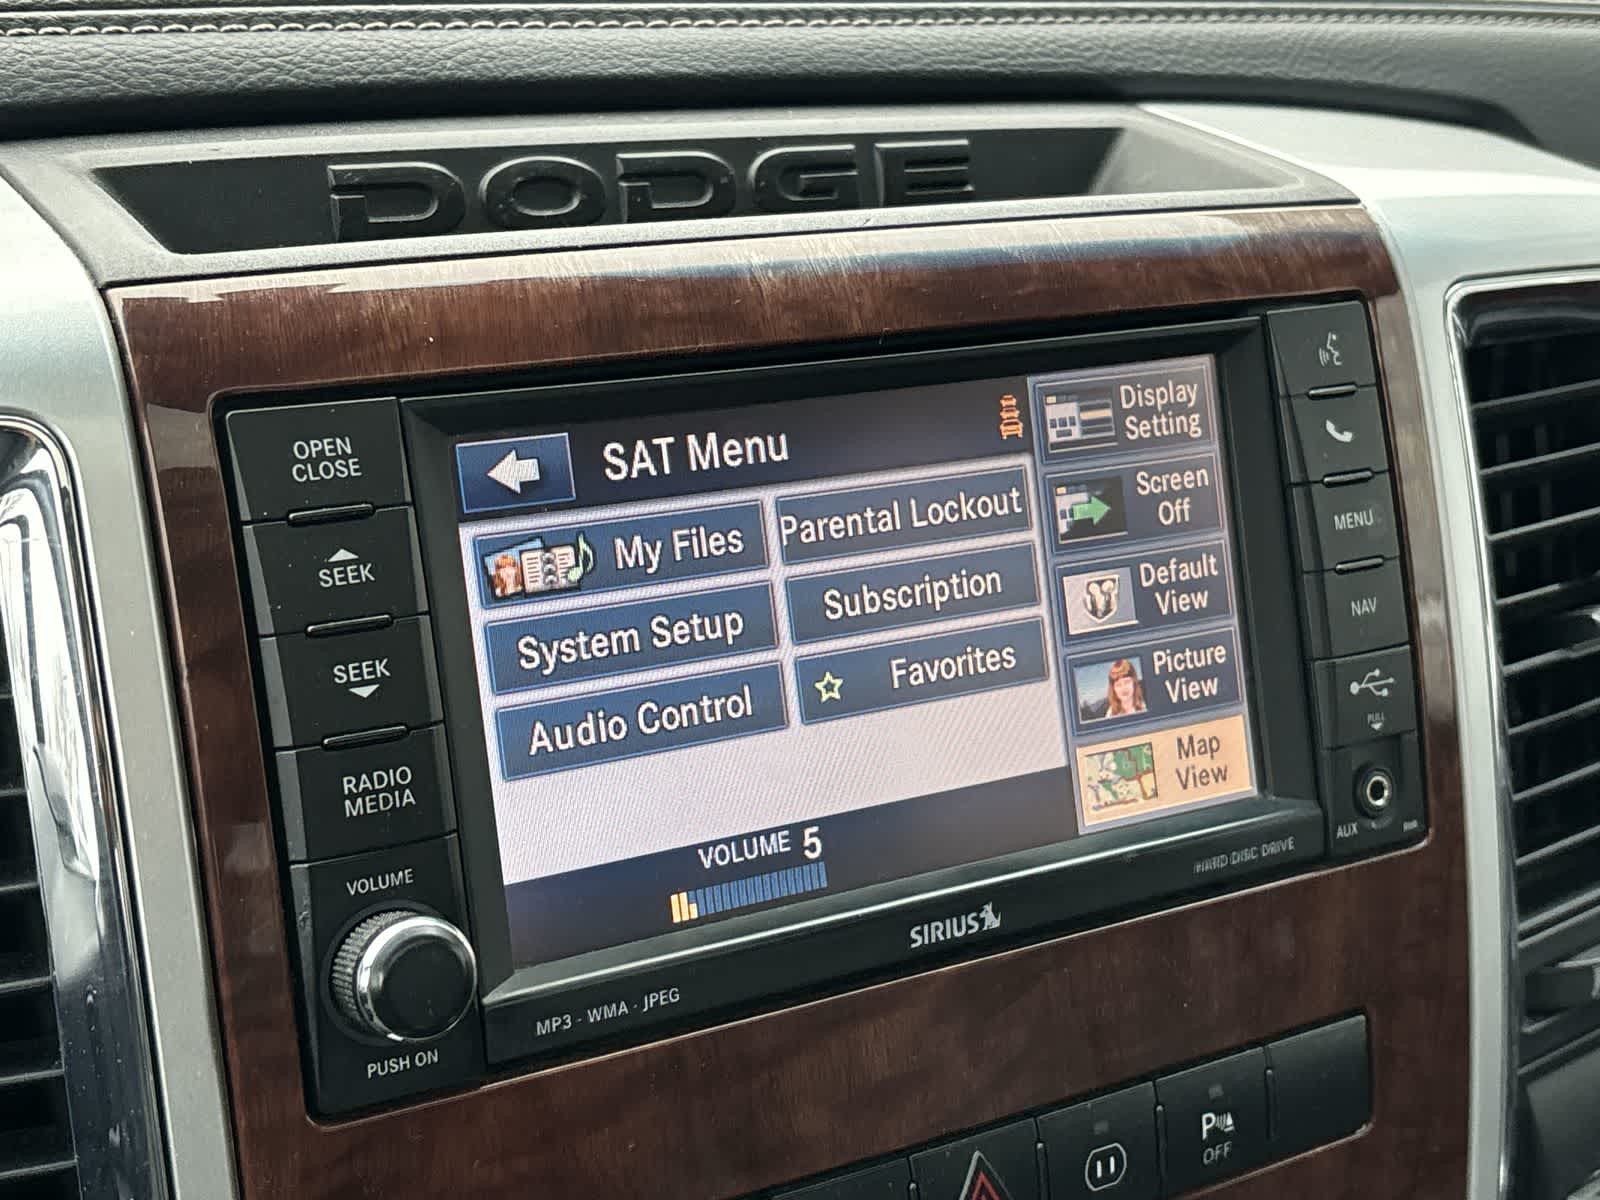 DODGE
OPEN
CLOSE
SEEK
SEEK
RADIO
MEDIA
VOLUME
PUSH ON
SAT Menu
My Files
Parental Lockout
System Setup
Subscription
Audio Control
Favorites
VOLUME 5
Display
Setting
Screen
Off
Default
View
Picture
View
Map
View
MENU
NAV
PULL
AUX
MP3 - WMA - JPEG
SIRIUS
HARD DISC DRIVE
P
OFF